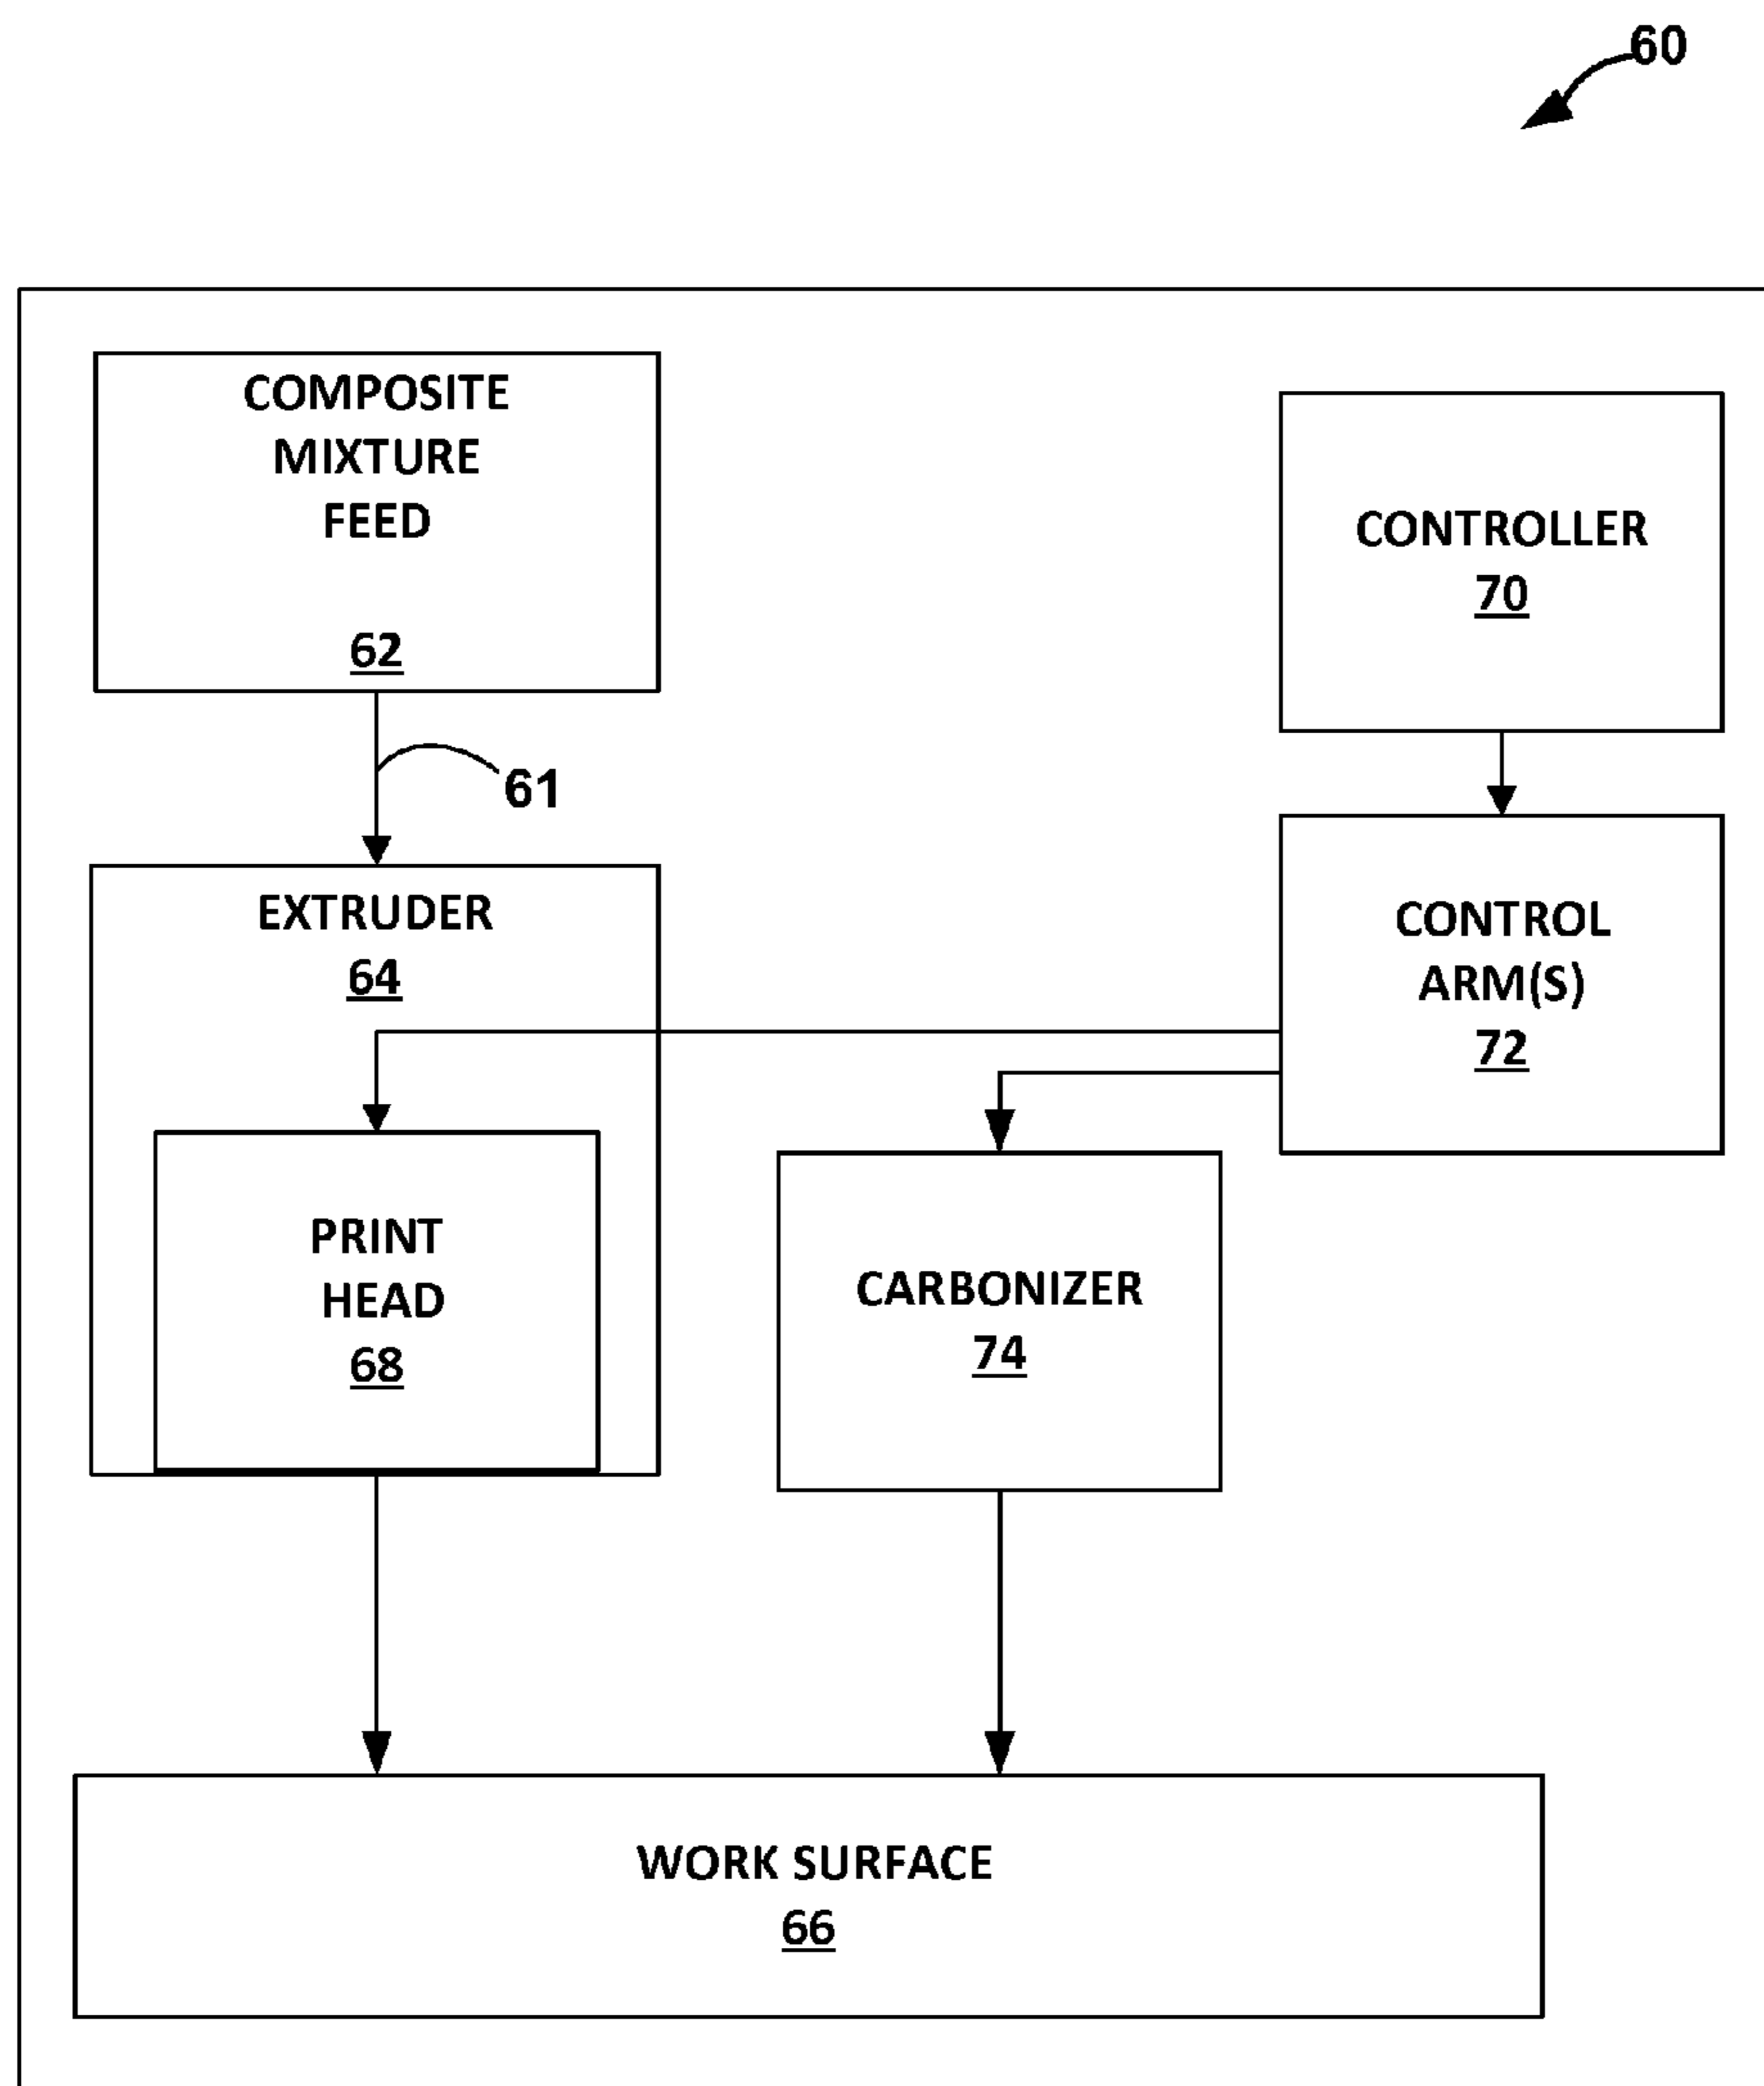 60
COMPOSITE
MIXTURE
FEED
62
CONTROLLER
70
61
EXTRUDER
64
CONTROL
ARM(S)
72
PRINT
HEAD
68
CARBONIZER
74
WORK SURFACE
66